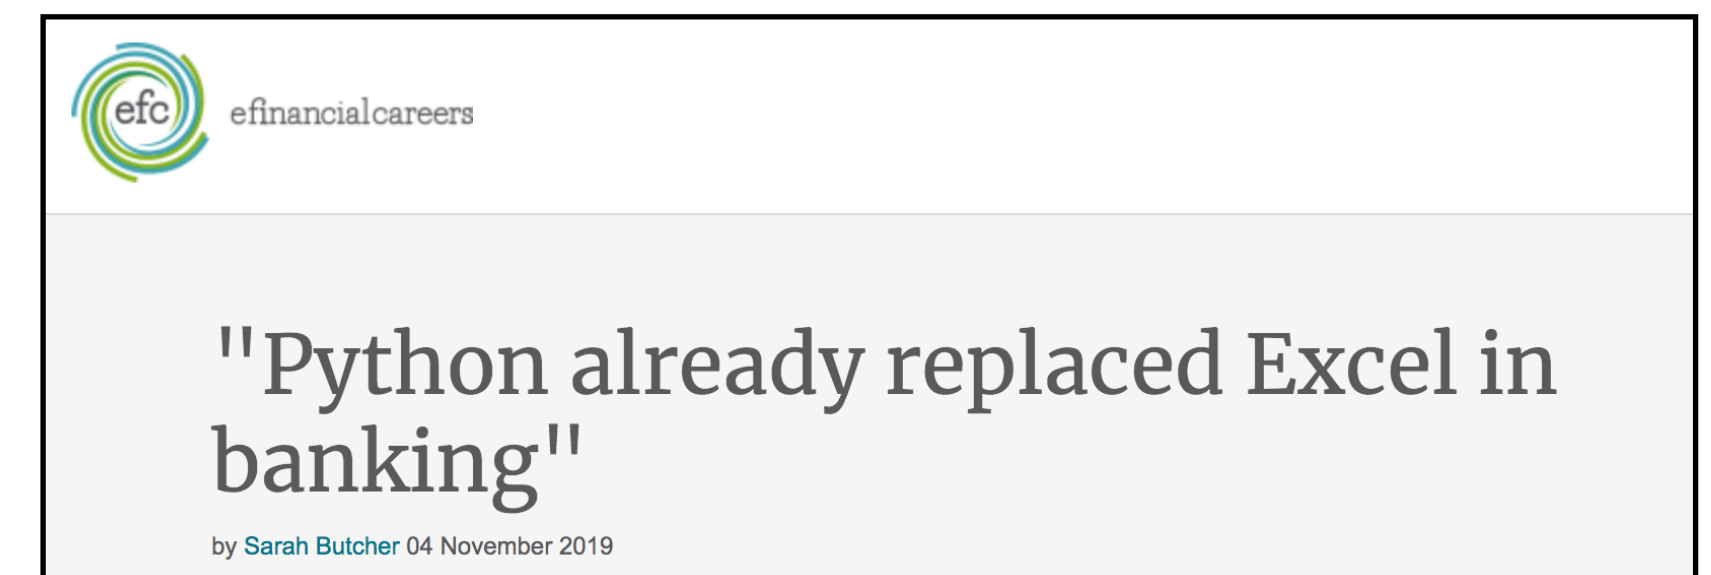 efc
efinancialcareers
"Python already replaced Excel in
banking"
by Sarah Butcher 04 November 2019